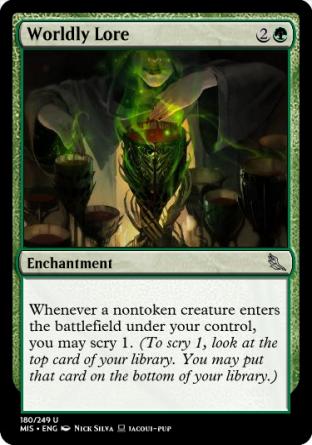 Worldly Lore 2
Enchantment
Whenever a nontoken creature enters
the battlefield under your control,
you may scry 1. (To scry 1, look at the
top card of your library. You may put
that card on the bottom of your library.)
180/249 U
MIS • ENG Nick Silva iacoui-pup